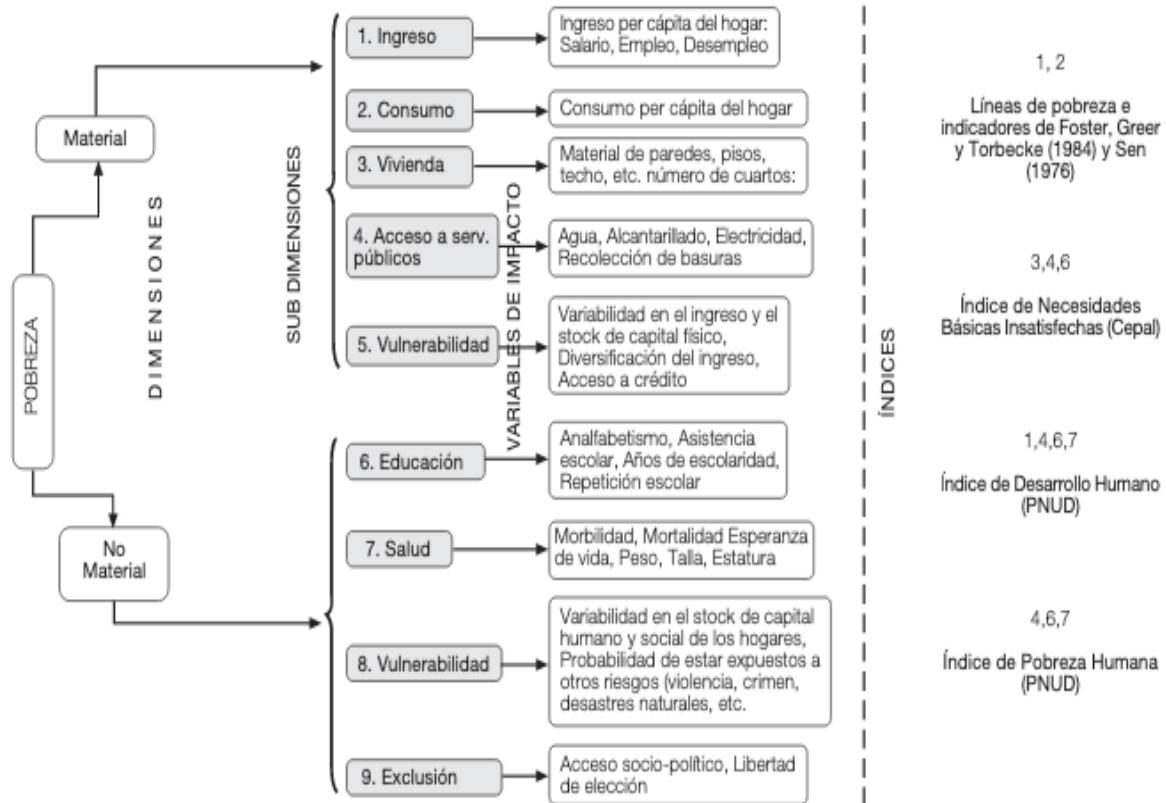 POBREZA
Material
No
Material
DIMENSIONES
SUB DIMENSIONES
1. Ingreso
2. Consumo
3. Vivienda
4. Acceso a serv.
públicos
5. Vulnerabilidad
6. Educación
7. Salud
8. Vulnerabilidad
9. Exclusión
VARIABLES DE IMPACTO
Ingreso per cápita del hogar:
Salario, Empleo, Desempleo
Consumo per cápita del hogar
Material de paredes, pisos,
techo, etc. número de cuartos:
Agua, Alcantarillado, Electricidad,
Recolección de basuras
Variabilidad en el ingreso y el
stock de capital físico,
Diversificación del ingreso,
Acceso a crédito
Analfabetismo, Asistencia
escolar, Años de escolaridad,
Repetición escolar
Morbilidad, Mortalidad Esperanza
de vida, Peso, Talla, Estatura
Variabilidad en el stock de capital
humano y social de los hogares,
Probabilidad de estar expuestos a
otros riesgos (violencia, crimen,
desastres naturales, etc.
Acceso socio-político, Libertad
de elección
ÍNDICES
1, 2
Líneas de pobreza e
indicadores de Foster, Greer
y Torbecke (1984) y Sen
(1976)
3,4,6
Índice de Necesidades
Básicas Insatisfechas (Cepal)
1,4,6,7
Índice de Desarrollo Humano
(PNUD)
4,6,7
Índice de Pobreza Humana
(PNUD)